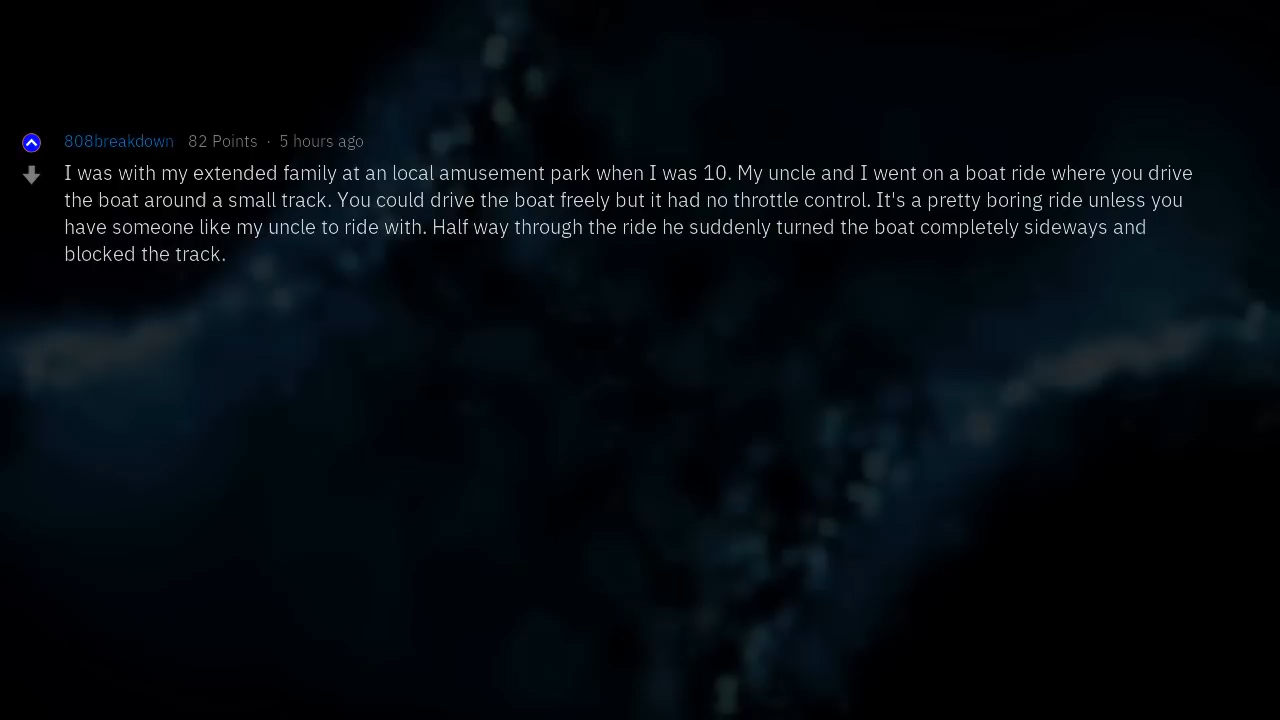 808breakdown 82 Points · 5 hours ago
I was with my extended family at an local amusement park when I was 10. My uncle and I went on a boat ride where you drive
the boat around a small track. You could drive the boat freely but it had no throttle control. It's a pretty boring ride unless you
have someone like my uncle to ride with. Half way through the ride he suddenly turned the boat completely sideways and
blocked the track.